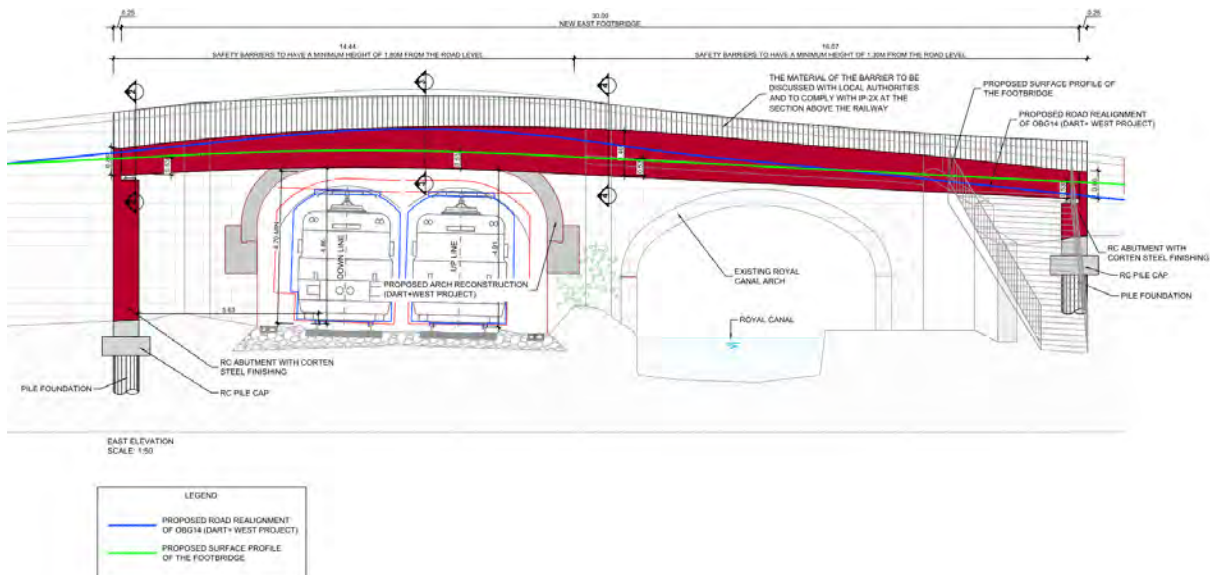 0.25
30.00
0.25
NEW EAST FOOTBRIDGE
14.44
SAFETY BARRIERS TO HAVE A MINIMUM HEIGHT OF 1.80M FROM THE ROAD LEVEL
SAFETY BARRIERS TO HAVE A MINIMUM HEIGHT OF 1.30M FROM THE ROAD LEVEL
THE MATERIAL OF THE BARRIER TO BE
DISCUSSED WITH LOCAL AUTHORITIES
AND TO COMPLY WITH IP-2X AT THE
SECTION ABOVE THE RAILWAY
PROPOSED SURFACE PROFILE OF
THE FOOTBRIDGE
PROPOSED ROAD REALIGNMENT
OF OBG14 (DART+ WEST PROJECT)
4.70 MIN
DOWN LINE
UP LINE
4.91
PROPOSED ARCH RECONSTRUCTION
(DART+WEST PROJECT)
EXISTING ROYAL
CANAL ARCH
ROYAL CANAL
RC ABUTMENT WITH
CORTEN STEEL FINISHING
RC PILE CAP
PILE FOUNDATION
RC ABUTMENT WITH CORTEN
STEEL FINISHING
PILE FOUNDATION
RC PILE CAP
EAST ELEVATION
SCALE: 1:50
LEGEND
PROPOSED ROAD REALIGNMENT
OF OBG14 (DART+ WEST PROJECT)
PROPOSED SURFACE PROFILE
OF THE FOOTBRIDGE